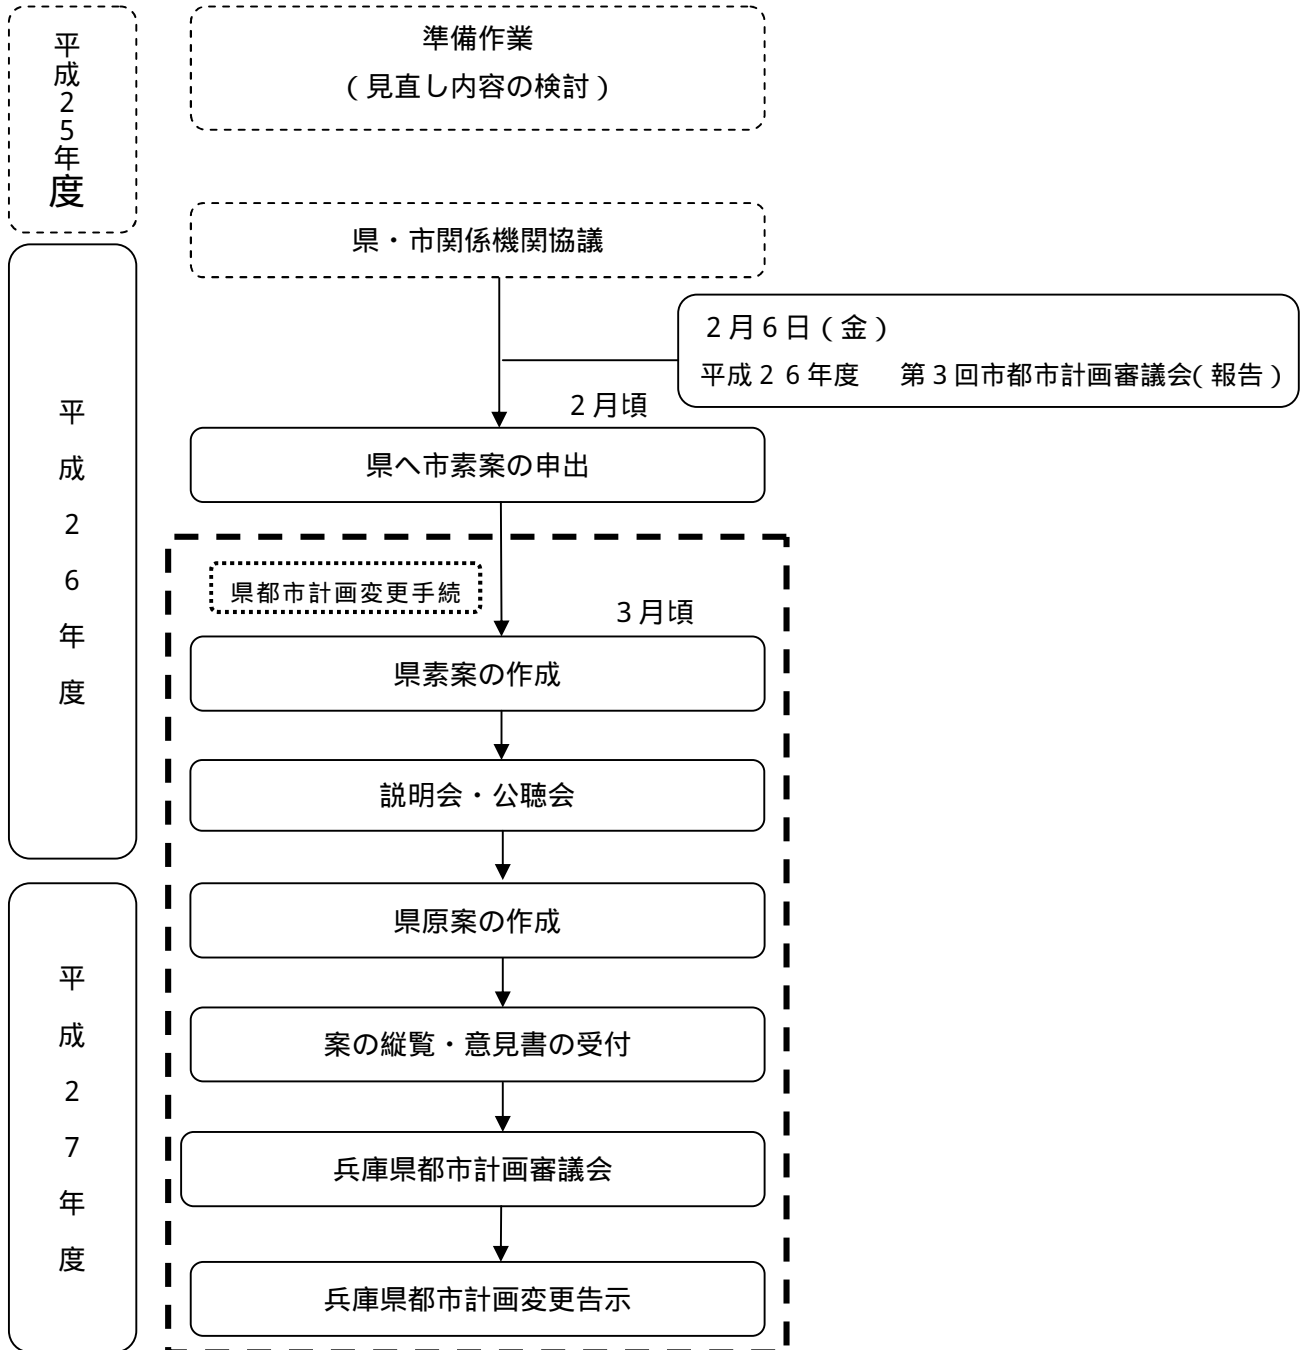 平成25年度
準備作業
(見直し内容の検討)
県・市関係機関協議
平成26年度
2月6日(金)
平成26年度 第3回市都市計画審議会(報告)
2月頃
県へ市素案の申出
県都市計画変更手続
3月頃
県素案の作成
説明会・公聴会
平成27年度
県原案の作成
案の縦覧・意見書の受付
兵庫県都市計画審議会
兵庫県都市計画変更告示